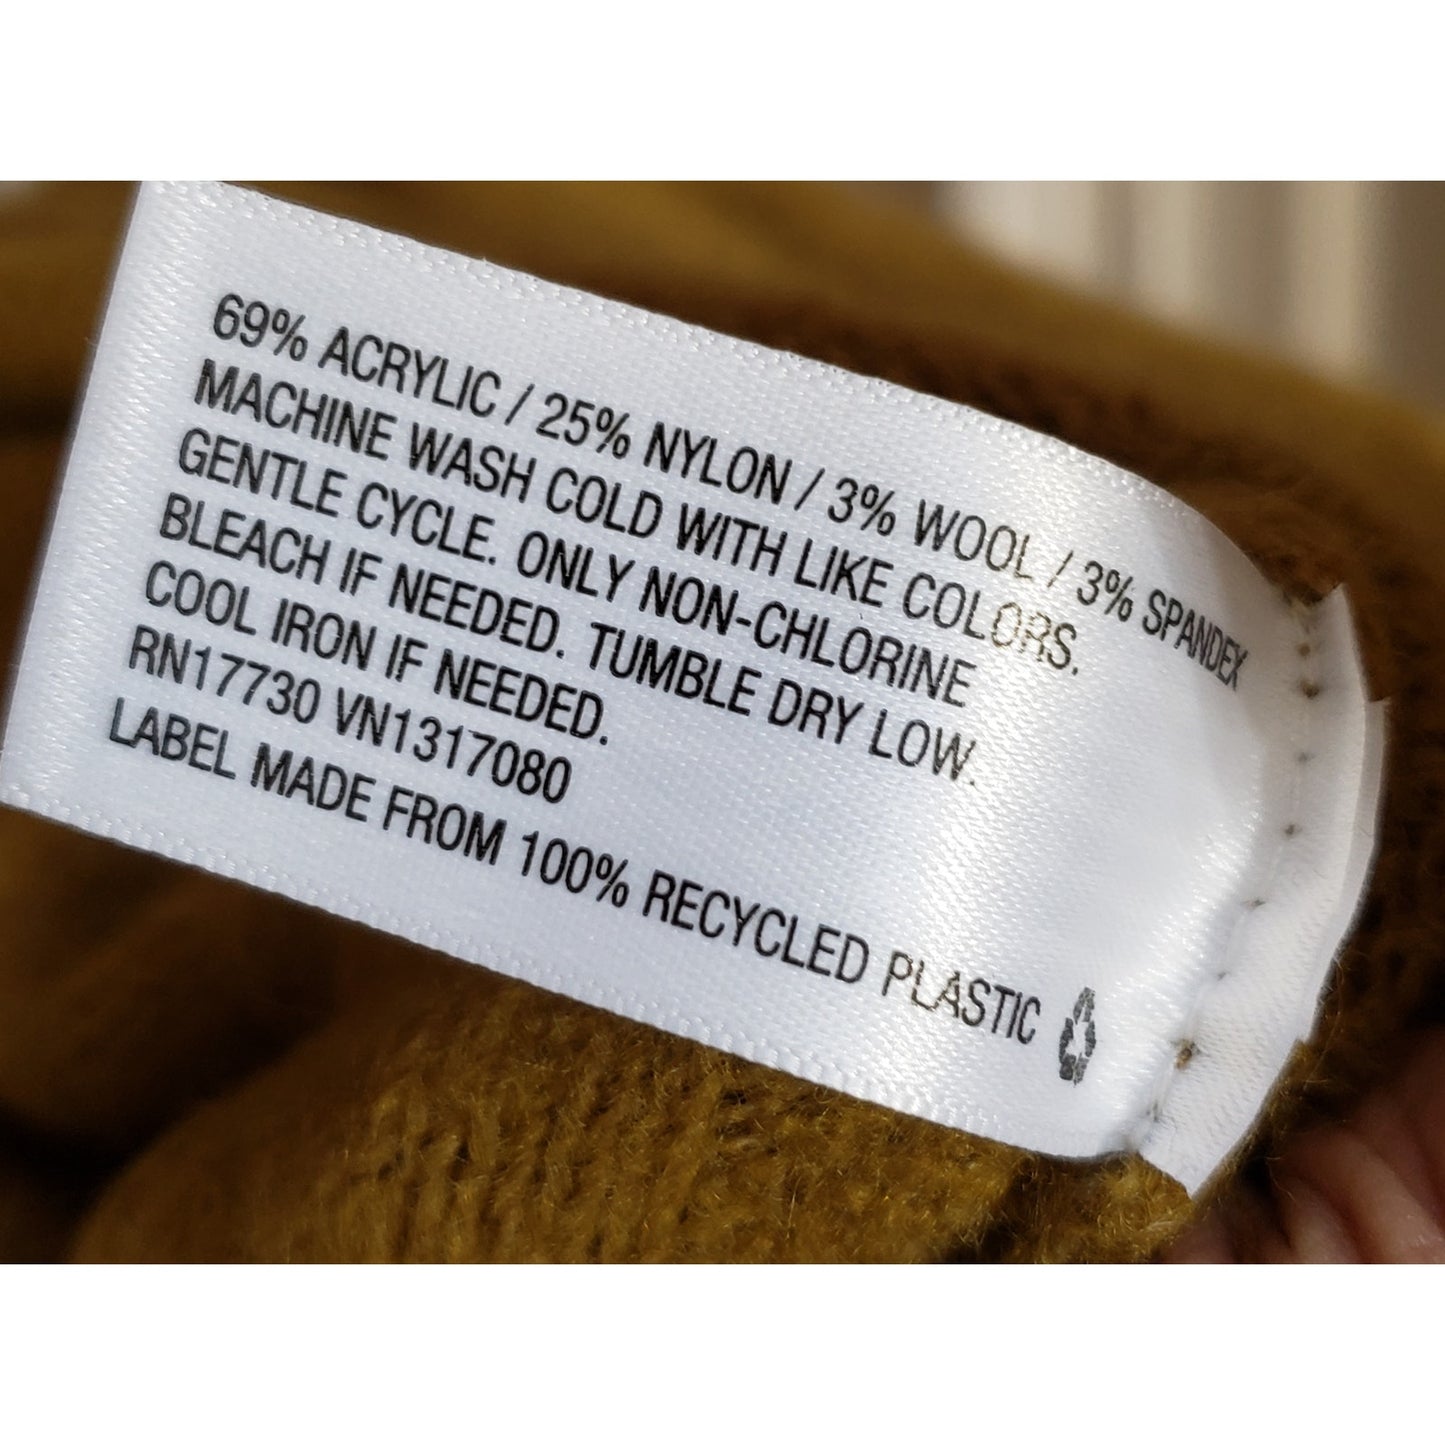 69% ACRYLIC / 25% NYLON / 3% WOOL / 3% SPANDEX
MACHINE WASH COLD WITH LIKE COLORS.
GENTLE CYCLE. ONLY NON-CHLORINE
BLEACH IF NEEDED. TUMBLE DRY LOW.
COOL IRON IF NEEDED.
RN17730 VN1317080
LABEL MADE FROM 100% RECYCLED PLASTIC